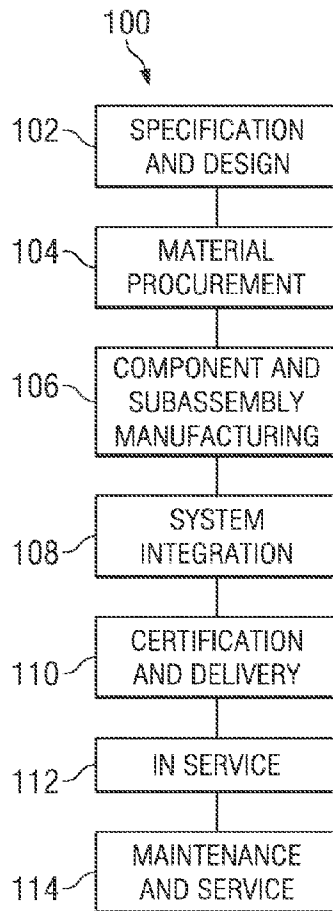 100
102
SPECIFICATION
AND DESIGN
104
MATERIAL
PROCUREMENT
106
COMPONENT AND
SUBASSEMBLY
MANUFACTURING
108
SYSTEM
INTEGRATION
110
CERTIFICATION
AND DELIVERY
112
IN SERVICE
114
MAINTENANCE
AND SERVICE